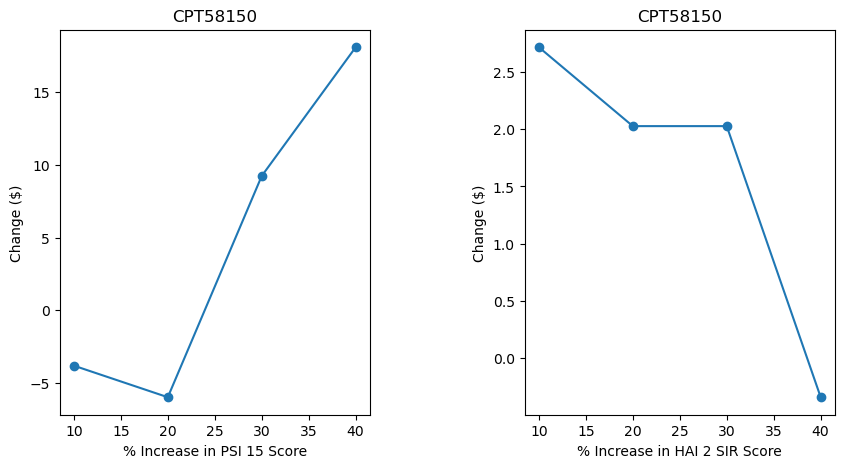 CPT58150
15
10
5
0
−5
Change ($)
10 15 20 25 30 35 40
% Increase in PSI 15 Score
CPT58150
2.5
2.0
1.5
1.0
0.5
0.0
Change ($)
10 15 20 25 30 35 40
% Increase in HAI 2 SIR Score